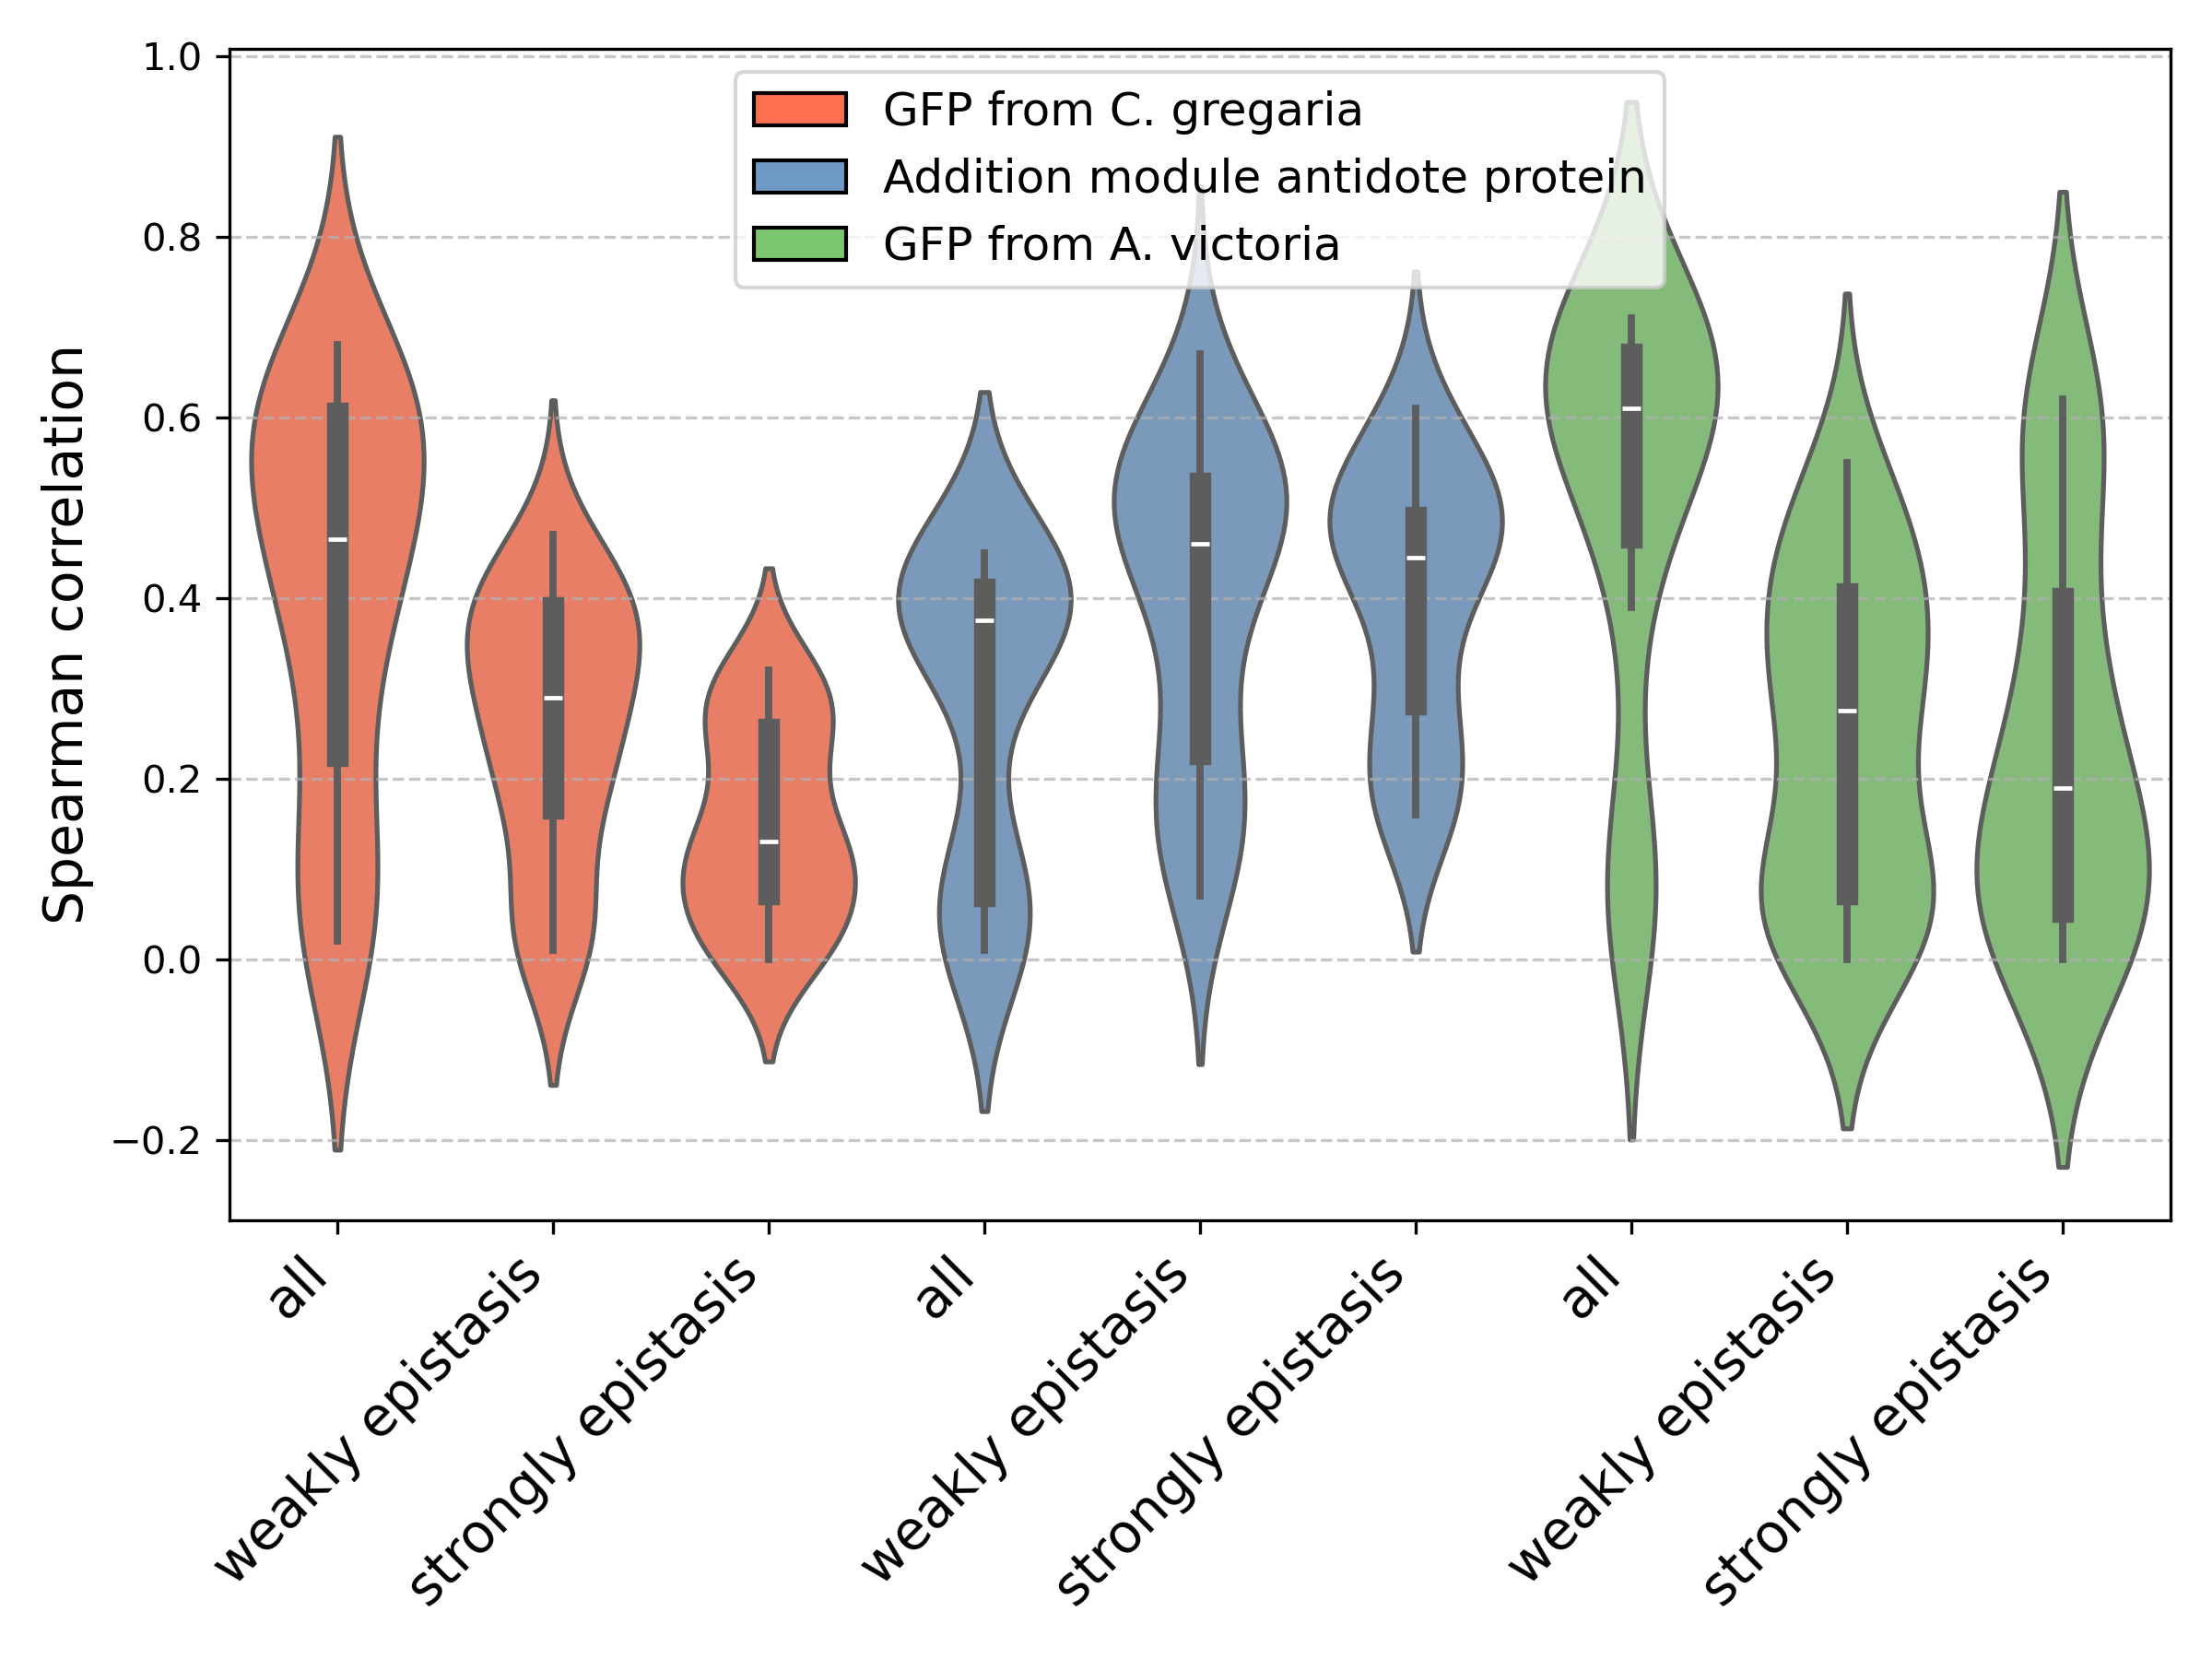 GFP from C. gregaria
Addition module antidote protein
GFP from A. victoria
Spearman correlation
1.0
0.8
0.6
0.4
0.2
0.0
−0.2
all
weakly epistasis
strongly epistasis
all
weakly epistasis
strongly epistasis
all
weakly epistasis
strongly epistasis